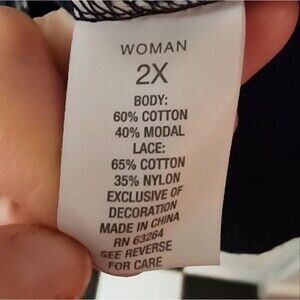 WOMAN
2X
BODY:
60% COTTON
40% MODAL
LACE:
65% COTTON
35% NYLON
EXCLUSIVE OF
DECORATION
MADE IN CHINA
RN 63264
SEE REVERSE
FOR CARE